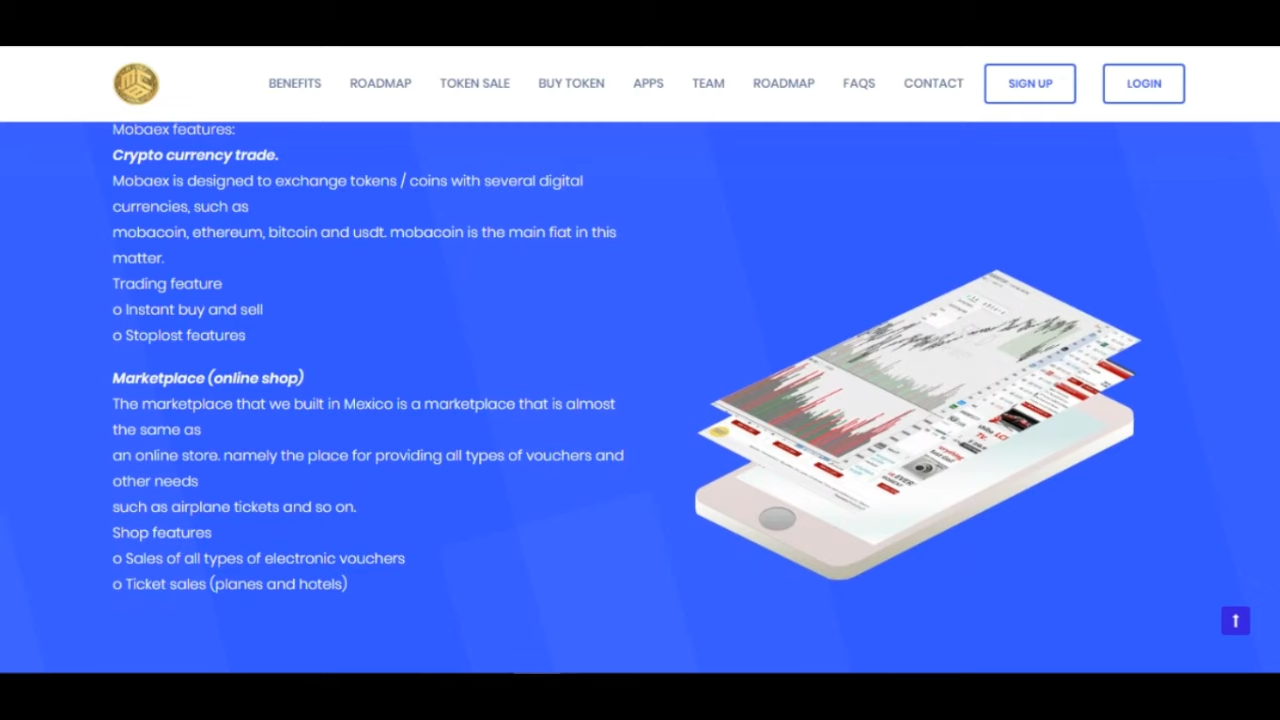 BENEFITS
ROADMAP
TOKEN SALE
BUY TOKEN
APPS
TEAM
ROADMAP
FAQS
CONTACT
SIGN UP
LOGIN
Mobaex features:
Crypto currency trade.
Mobaex is designed to exchange tokens / coins with several digital
currencies, such as
mobacoin, ethereum, bitcoin and usdt. mobacoin is the main fiat in this
matter.
Trading feature
o Instant buy and sell
o Stoplost features
Marketplace (online shop)
The marketplace that we built in Mexico is a marketplace that is almost
the same as
an online store. namely the place for providing all types of vouchers and
other needs
such as airplane tickets and so on.
Shop features
o Sales of all types of electronic vouchers
o Ticket sales (planes and hotels)